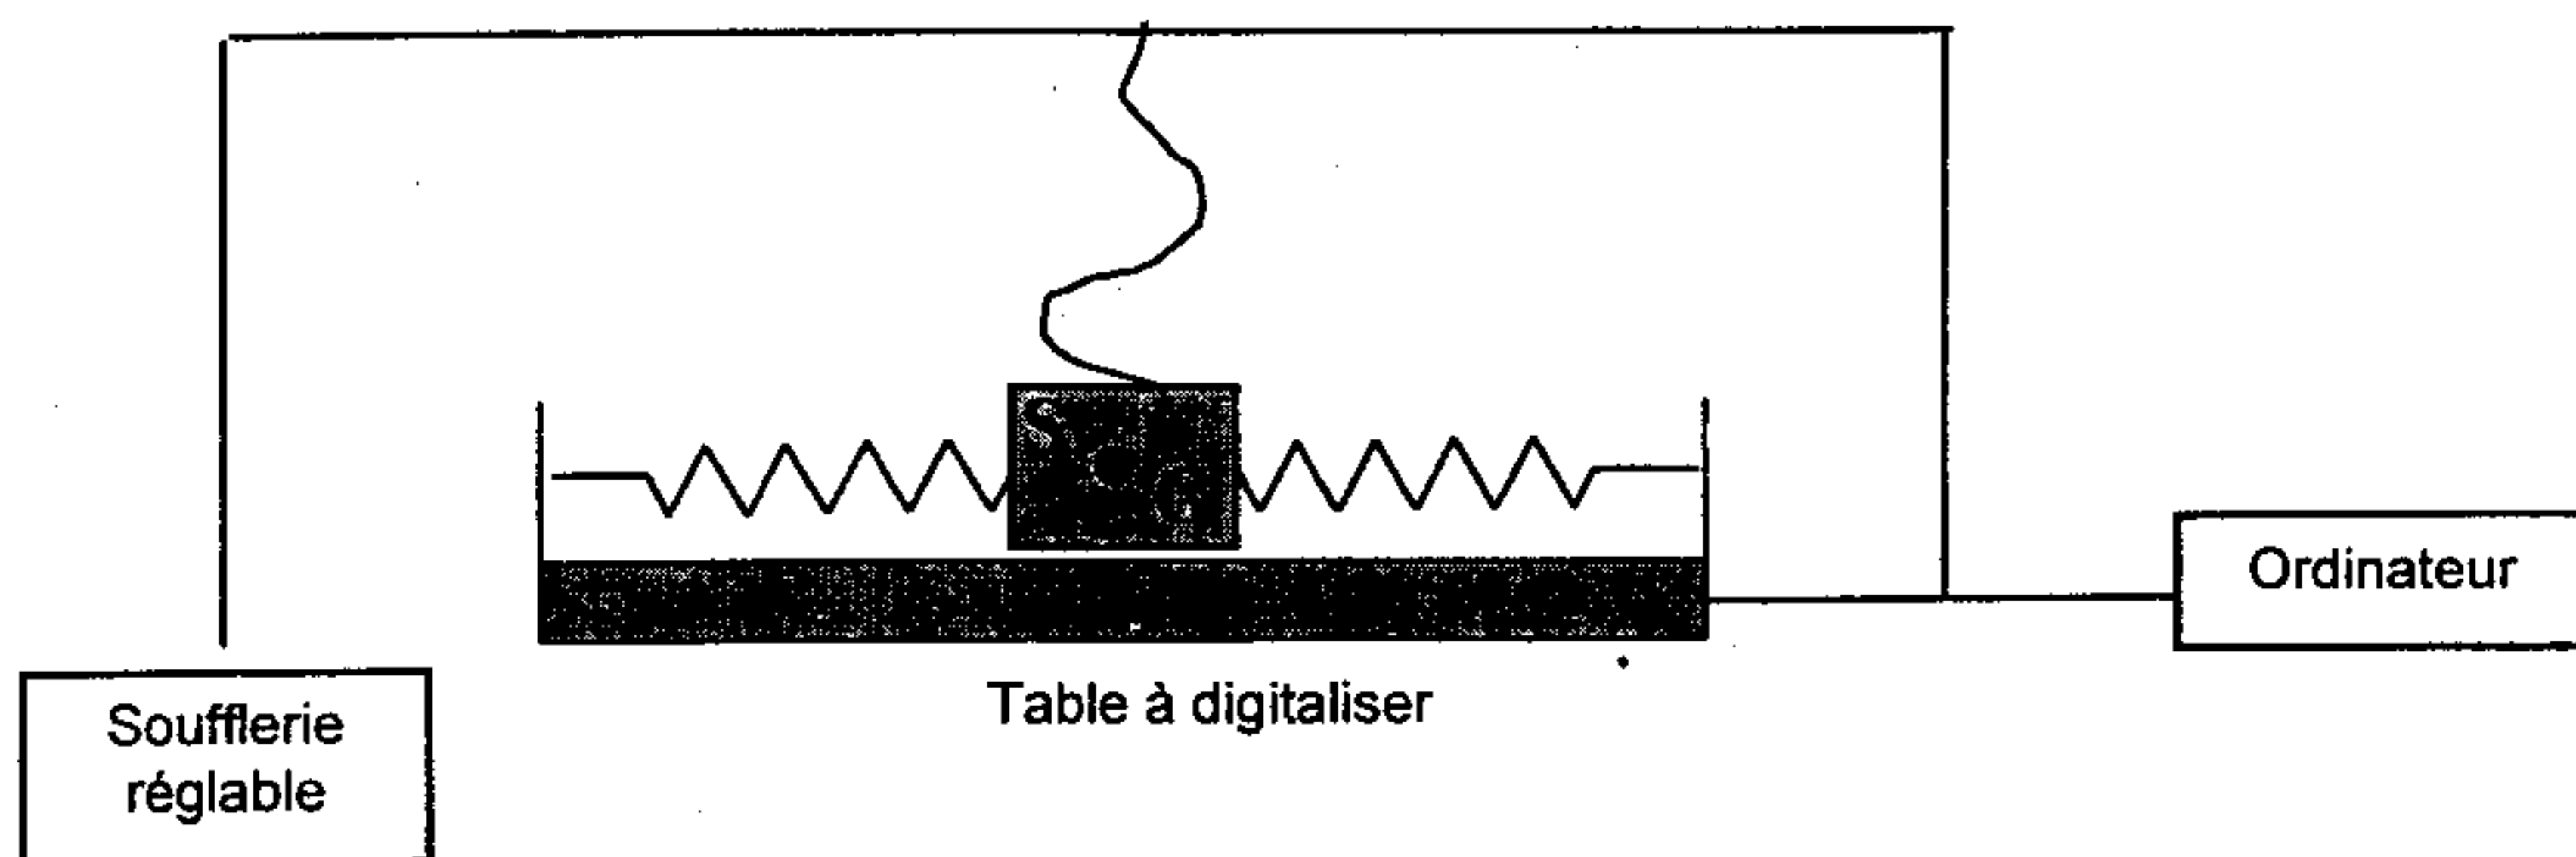 S
G
Ordinateur
Table à digitaliser
Soufflerie
réglable